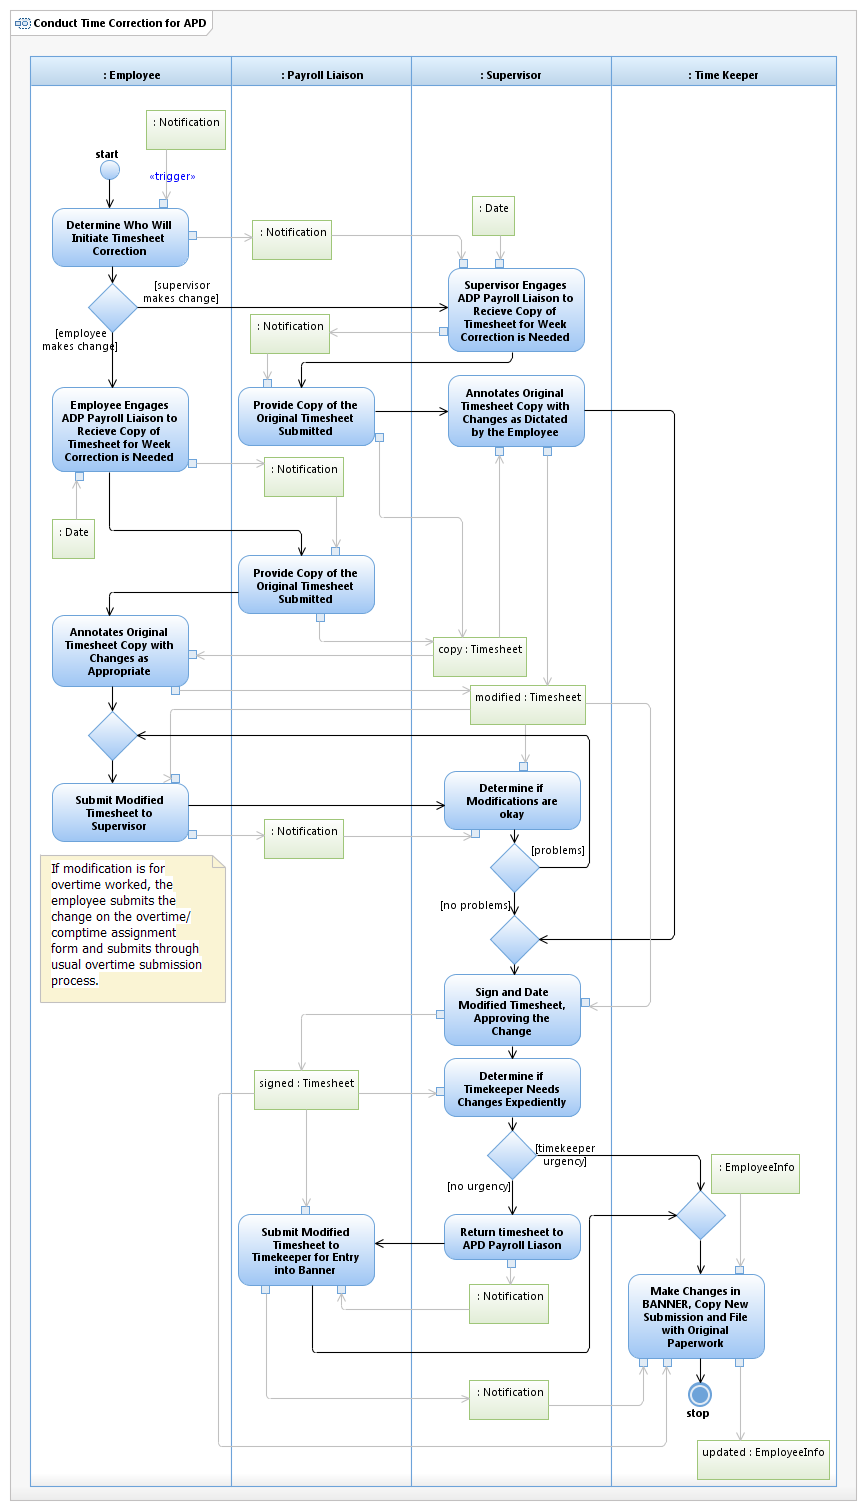 Conduct Time Correction for APD
: Employee
: Payroll Liaison
: Supervisor
: Time Keeper
: Notification
start
«trigger»
: Date
Determine Who Will
Initiate Timesheet
Correction
: Notification
[supervisor
makes change]
Supervisor Engages
ADP Payroll Liaison to
Recieve Copy of
Timesheet for Week
Correction is Needed
: Notification
[employee
makes change]
Employee Engages
ADP Payroll Liaison to
Recieve Copy of
Timesheet for Week
Correction is Needed
Provide Copy of the
Original Timesheet
Submitted
Annotates Original
Timesheet Copy with
Changes as Dictated
by the Employee
: Notification
: Date
Provide Copy of the
Original Timesheet
Submitted
Annotates Original
Timesheet Copy with
Changes as
Appropriate
copy : Timesheet
modified : Timesheet
Submit Modified
Timesheet to
Supervisor
Determine if
Modifications are
okay
: Notification
[problems]
If modification is for
overtime worked, the
employee submits the
change on the overtime/
comptime assignment
form and submits through
usual overtime submission
process.
[no problems]
Sign and Date
Modified Timesheet,
Approving the
Change
signed : Timesheet
Determine if
Timekeeper Needs
Changes Expediently
[timekeeper
urgency]
: EmployeeInfo
[no urgency]
Submit Modified
Timesheet to
Timekeeper for Entry
into Banner
Return timesheet to
APD Payroll Liason
: Notification
Make Changes in
BANNER, Copy New
Submission and File
with Original
Paperwork
: Notification
stop
updated : EmployeeInfo